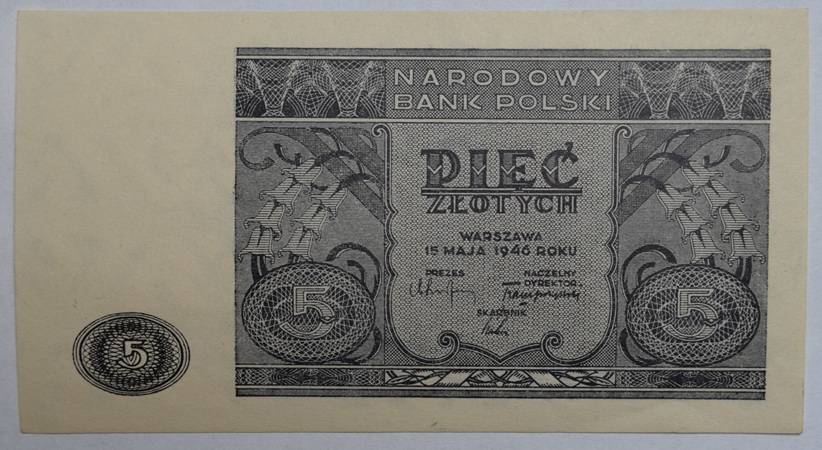 NARODOWY
BANK POLSKI
PIĘĆ
ZŁOTYCH
WARSZAWA
15 MAJA 1946 ROKU
PREZES NACZELNY
DYREKTOR
SKARBNIK
5 5
5